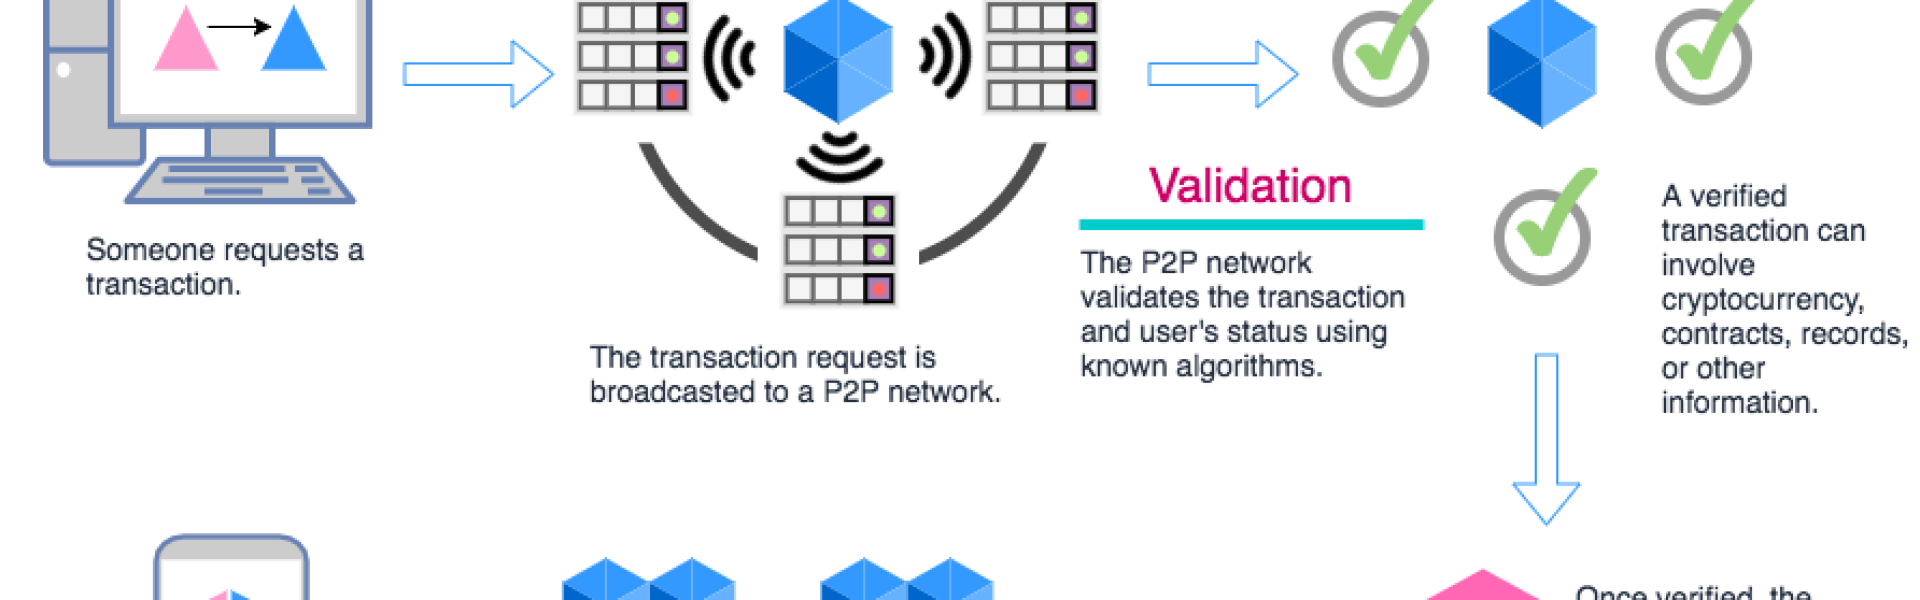 Someone requests a
transaction.
The transaction request is
broadcasted to a P2P network.
Validation
The P2P network
validates the transaction
and user's status using
known algorithms.
A verified
transaction can
involve
cryptocurrency,
contracts, records,
or other
information.
Once verified, the